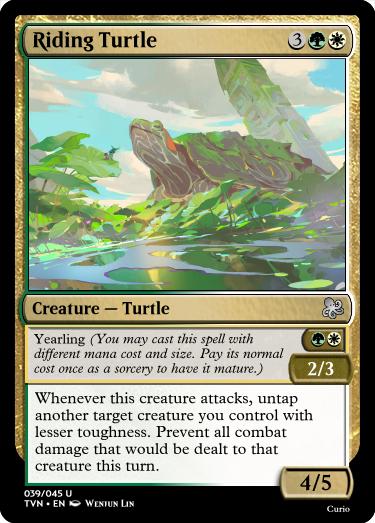 Riding Turtle 3
Creature — Turtle
Yearling (You may cast this spell with
different mana cost and size. Pay its normal
cost once as a sorcery to have it mature.)
2/3
Whenever this creature attacks, untap
another target creature you control with
lesser toughness. Prevent all combat
damage that would be dealt to that
creature this turn.
4/5
039/045 U
TVN • EN Wenjun Lin
Curio